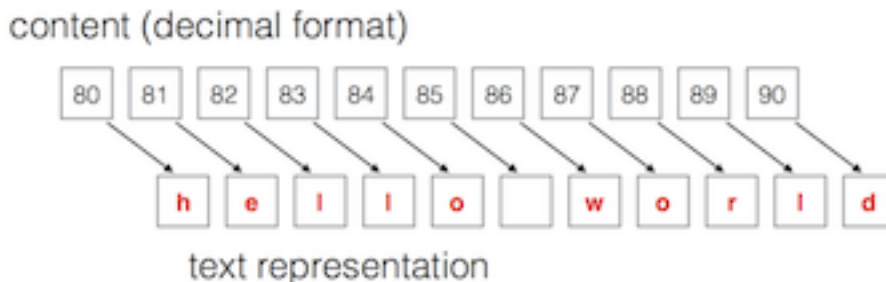 content (decimal format)
80 81 82 83 84 85 86 87 88 89 90
h e l l o w o r l d
text representation